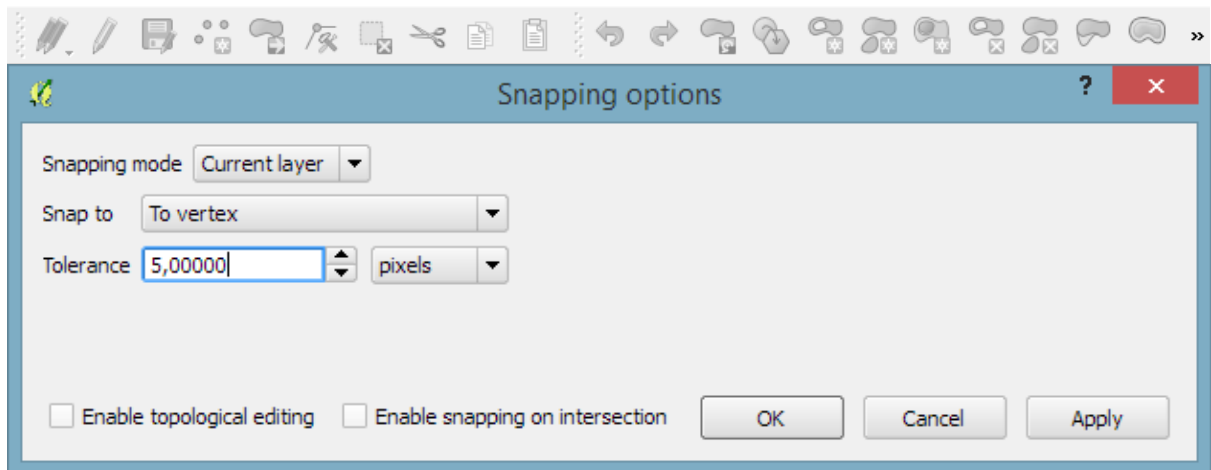 »
Snapping options ?
Snapping mode Current layer
Snap to To vertex
Tolerance 5,00000 pixels
Enable topological editing Enable snapping on intersection OK Cancel Apply